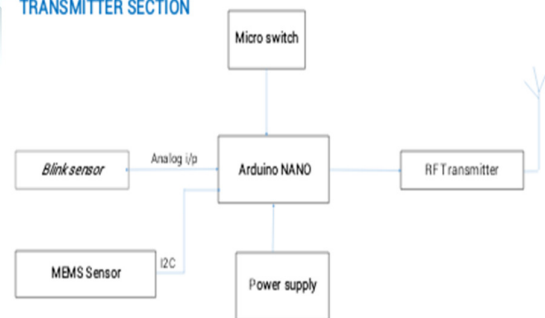 TRANSMITTER SECTION
Micro switch
Blink sensor
Analog i/p
Arduino NANO
RF Transmitter
MEMS Sensor
I2C
Power supply